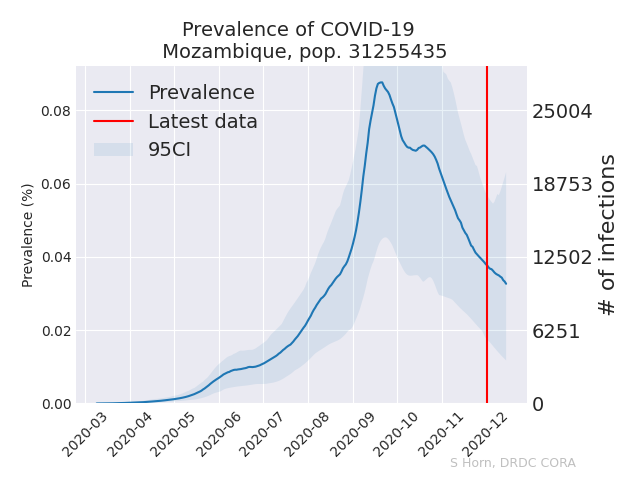 Prevalence of COVID-19
Mozambique, pop. 31255435
Prevalence
Latest data
95CI
Prevalence (%)
0.08
0.06
0.04
0.02
0.00
25004
18753
12502
6251
0
# of infections
2020-03
2020-04
2020-05
2020-06
2020-07
2020-08
2020-09
2020-10
2020-11
2020-12
S Horn, DRDC CORA